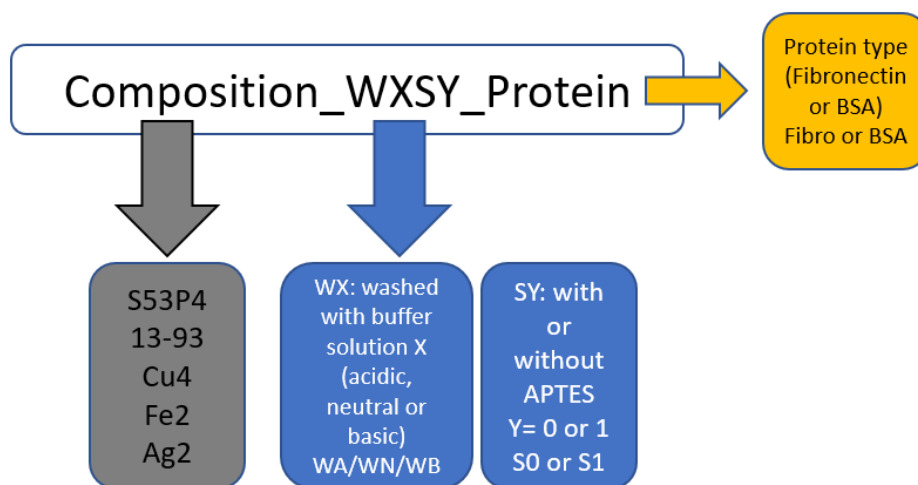 Composition_WXSY_Protein
Protein type
(Fibronectin
or BSA)
Fibro or BSA
S53P4
13-93
Cu4
Fe2
Ag2
WX: washed
with buffer
solution X
(acidic,
neutral or
basic)
WA/WN/WB
SY: with
or
without
APTES
Y= 0 or 1
S0 or S1